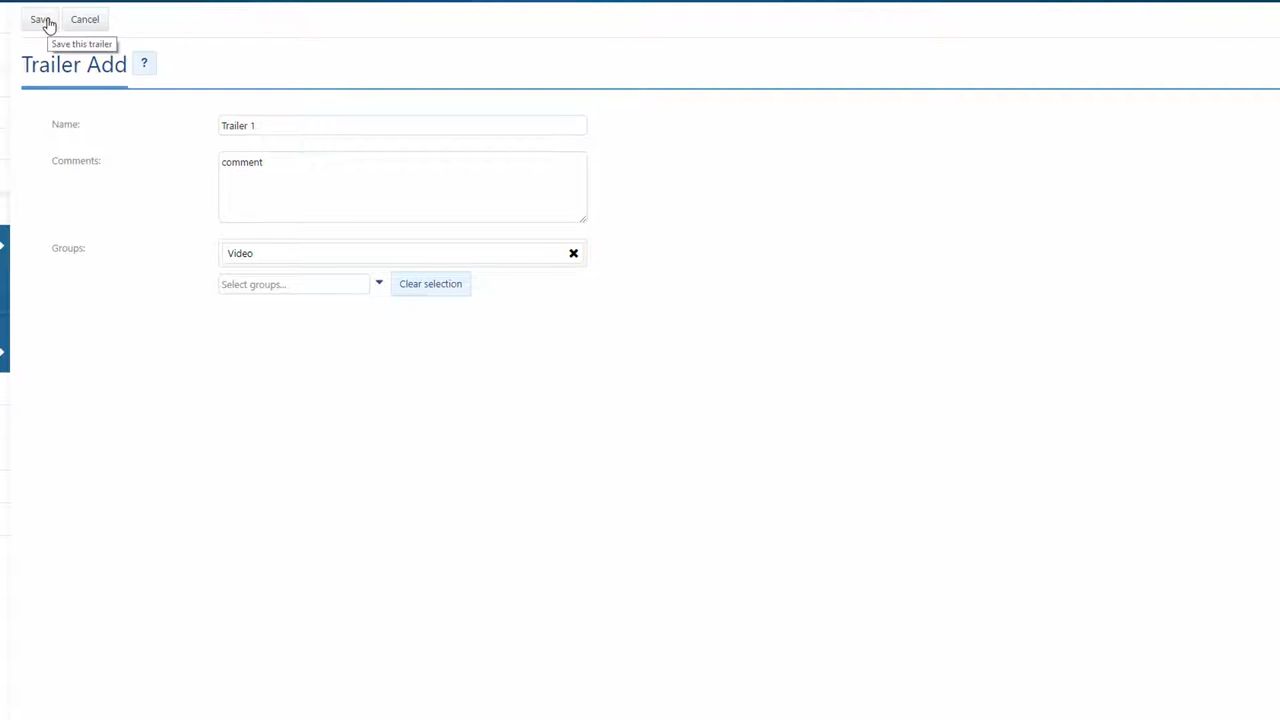 Save Cancel
Save this trailer
Trailer Add ?
Name: Trailer 1
Comments: comment
Groups: Video
Select groups... Clear selection